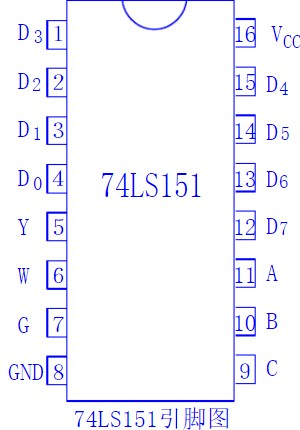 D3 1 16 VCC
D2 2 15 D4
D1 3 14 D5
D0 4 13 D6
74LS151
Y 5 12 D7
W 6 11 A
G 7 10 B
GND 8 9 C
74LS151引脚图